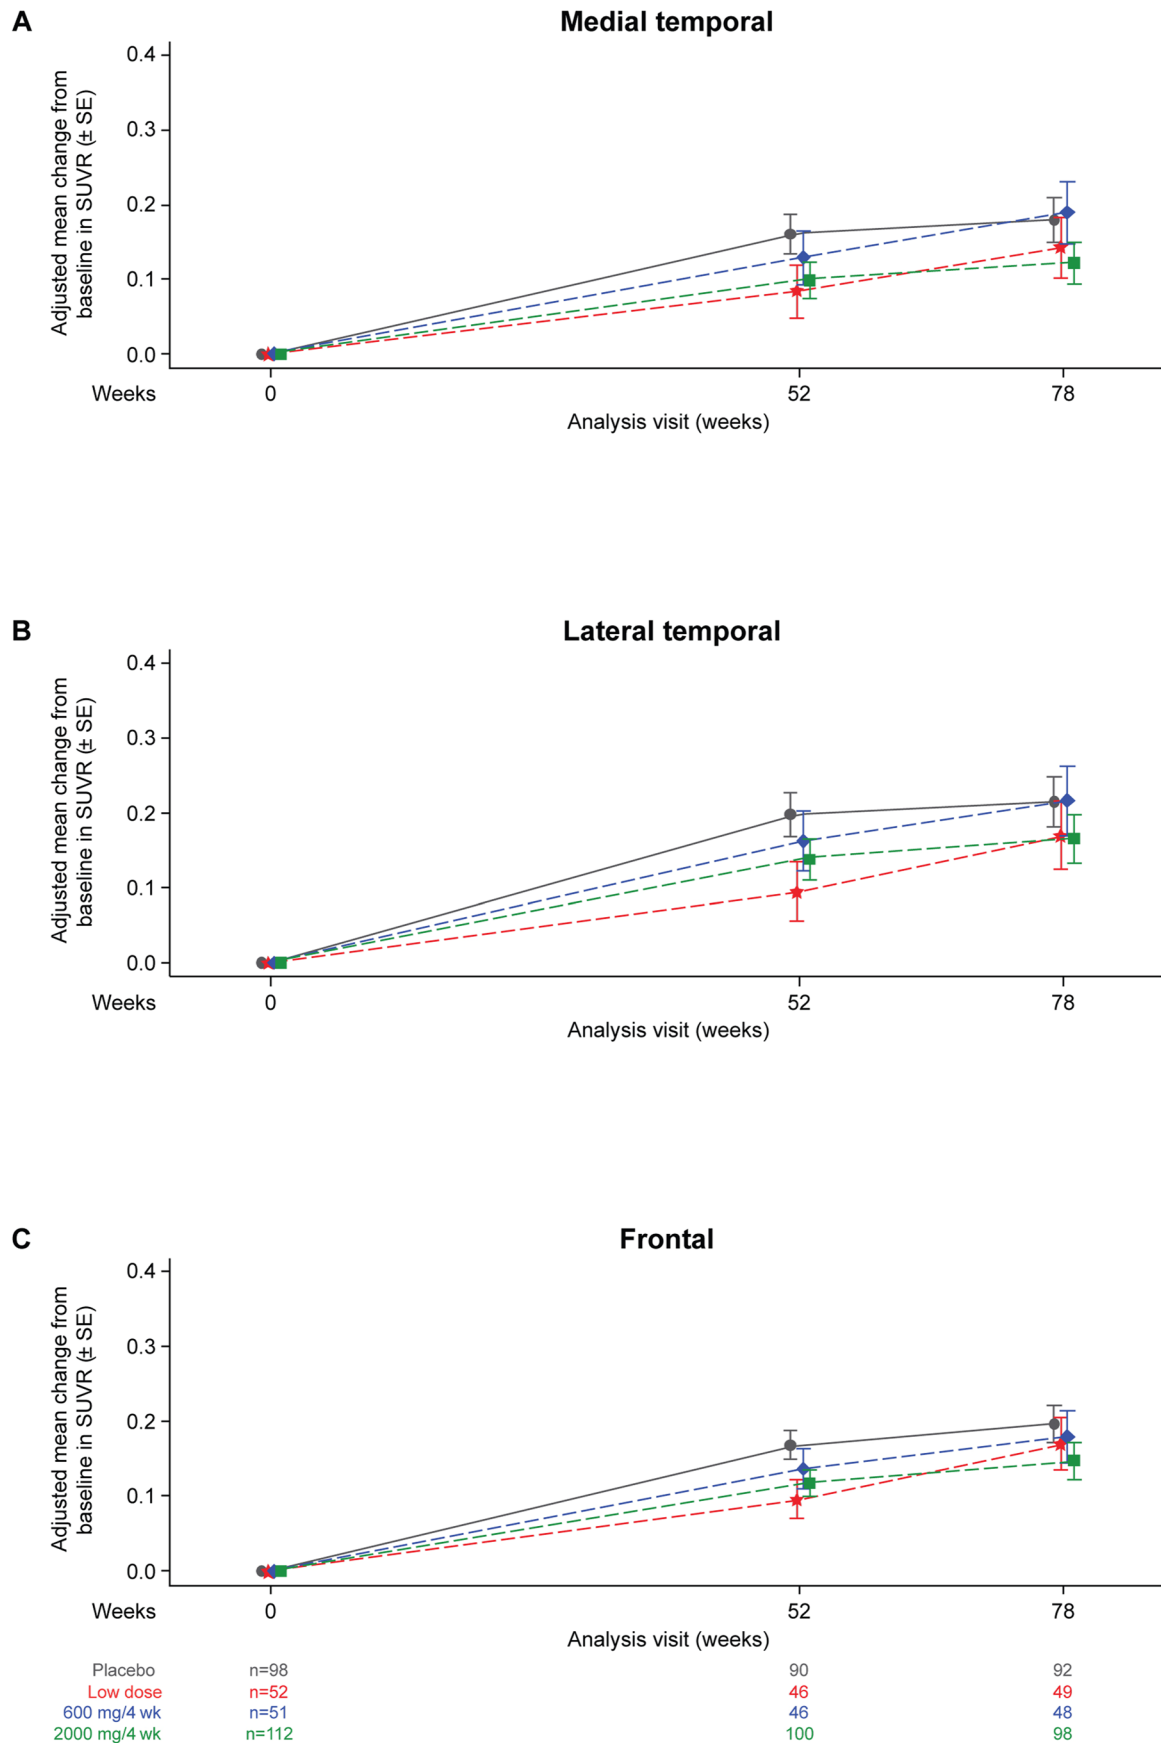 A
Medial temporal
Adjusted mean change from
baseline in SUVR (± SE)
0.4
0.3
0.2
0.1
0.0
Weeks 0 52 78
Analysis visit (weeks)
B
Lateral temporal
Adjusted mean change from
baseline in SUVR (± SE)
0.4
0.3
0.2
0.1
0.0
Weeks 0 52 78
Analysis visit (weeks)
C
Frontal
Adjusted mean change from
baseline in SUVR (± SE)
0.4
0.3
0.2
0.1
0.0
Weeks 0 52 78
Analysis visit (weeks)
Placebo n=98 90 92
Low dose n=52 46 49
600 mg/4 wk n=51 46 48
2000 mg/4 wk n=112 100 98